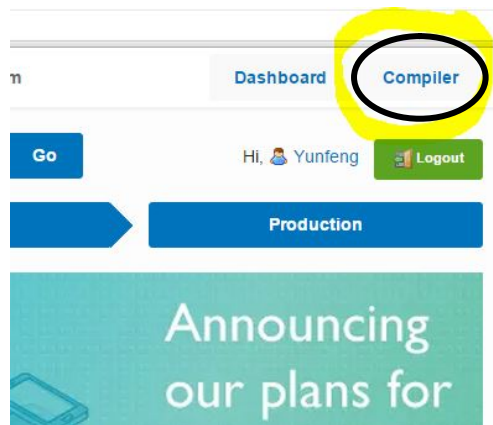 m Dashboard Compiler
Go Hi, Yunfeng Logout
Production
Announcing
our plans for